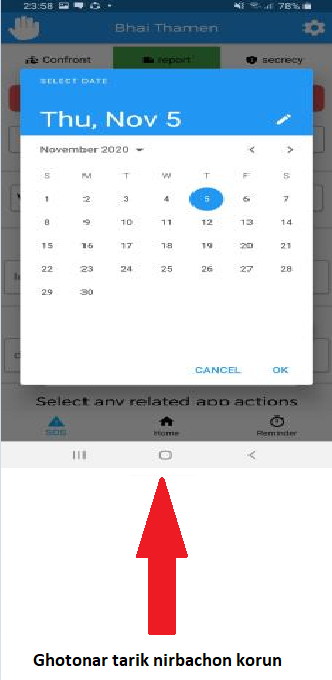 23:58 78%
Bhai Thamen
Confront report secrecy
SELECT DATE
Thu, Nov 5
November 2020
S M T W T F S
1 2 3 4 5 6 7
8 9 10 11 12 13 14
15 16 17 18 19 20 21
22 23 24 25 26 27 28
29 30
CANCEL OK
Select any related app actions
SOS Home Reminder
Ghotonar tarik nirbachon korun